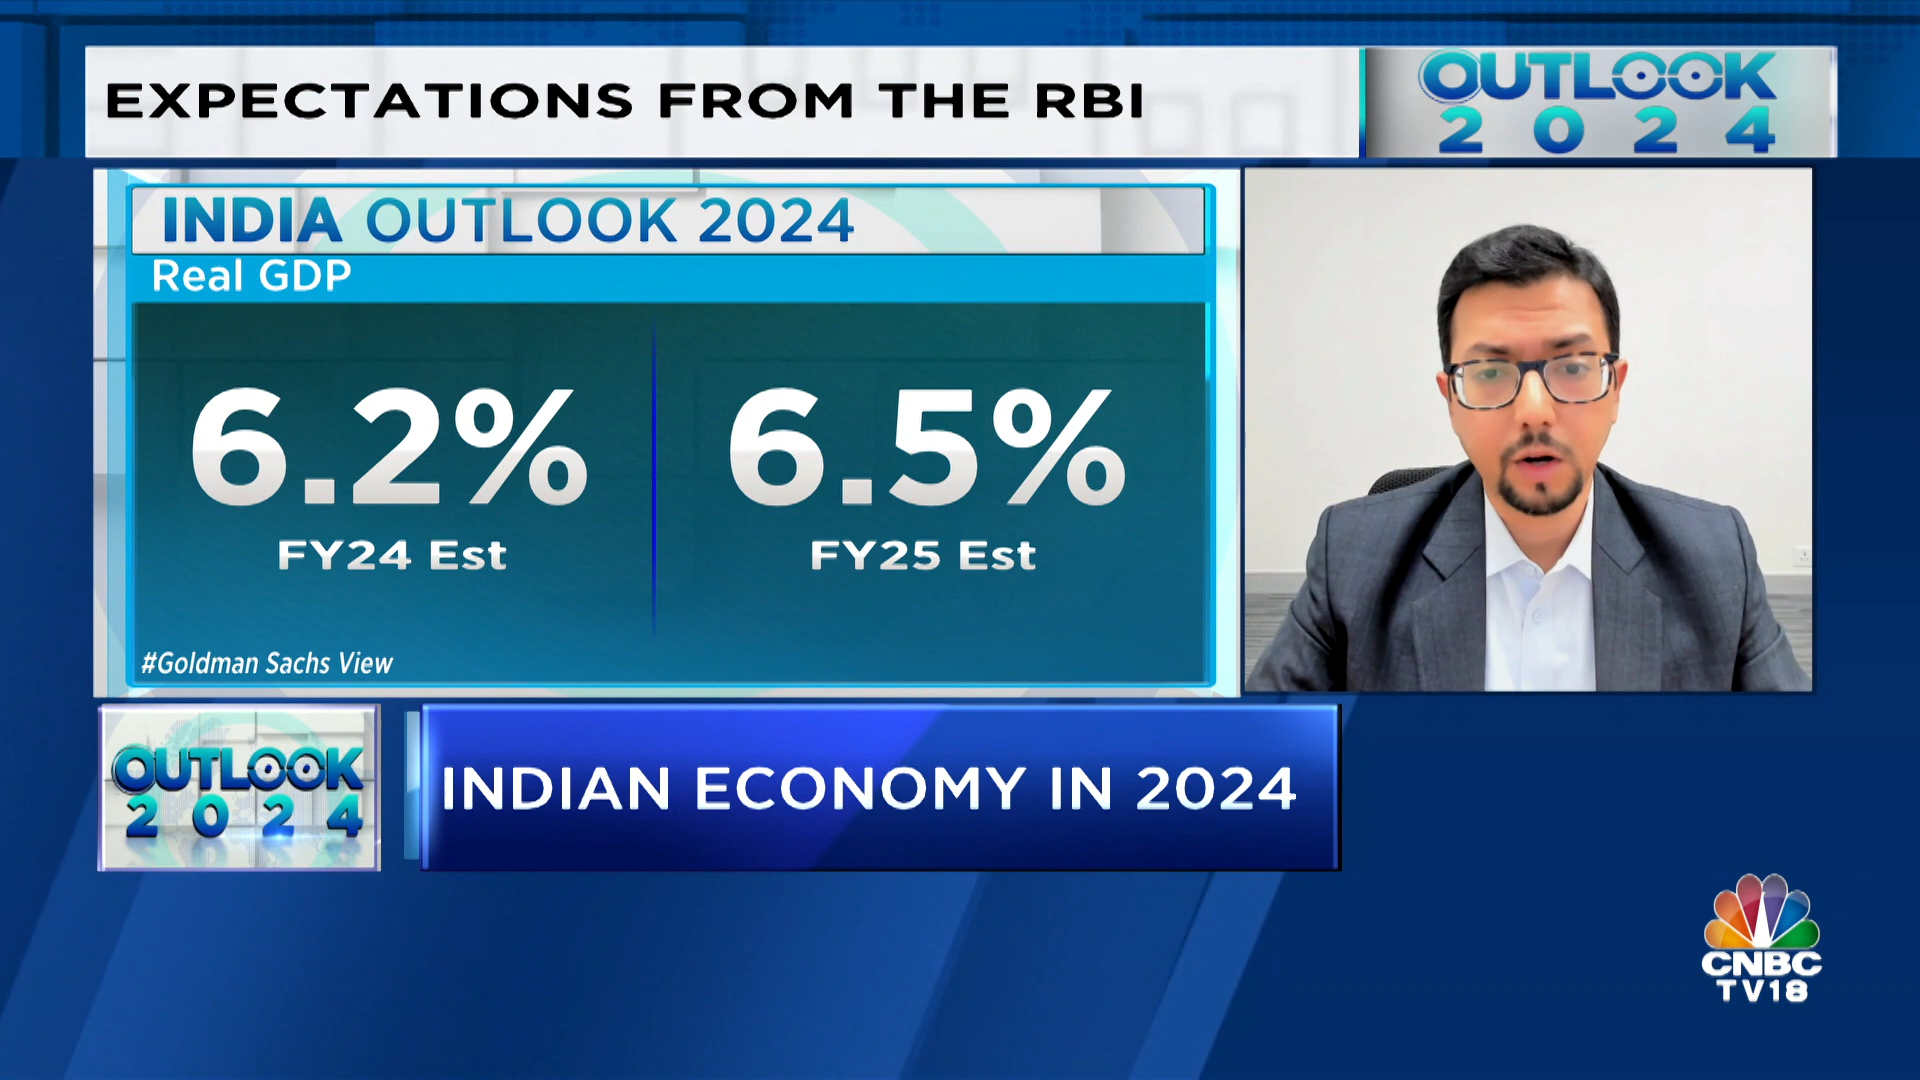 EXPECTATIONS FROM THE RBI
OUTLOOK
2024
INDIA OUTLOOK 2024
Real GDP
6.2%
FY24 Est
6.5%
FY25 Est
#Goldman Sachs View
OUTLOOK
2024
INDIAN ECONOMY IN 2024
CNBC
TV18